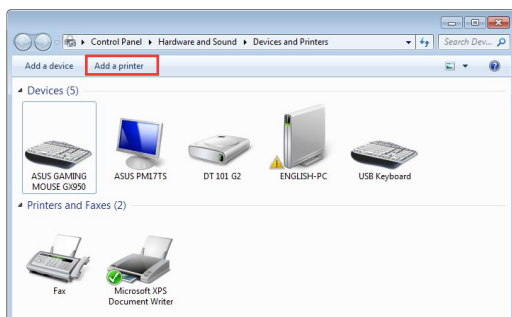 Control Panel ▸ Hardware and Sound ▸ Devices and Printers
Search Dev...
Add a device
Add a printer
Devices (5)
ASUS GAMING
MOUSE GX950
ASUS PM17TS
DT 101 G2
ENGLISH-PC
USB Keyboard
Printers and Faxes (2)
Fax
Microsoft XPS
Document Writer